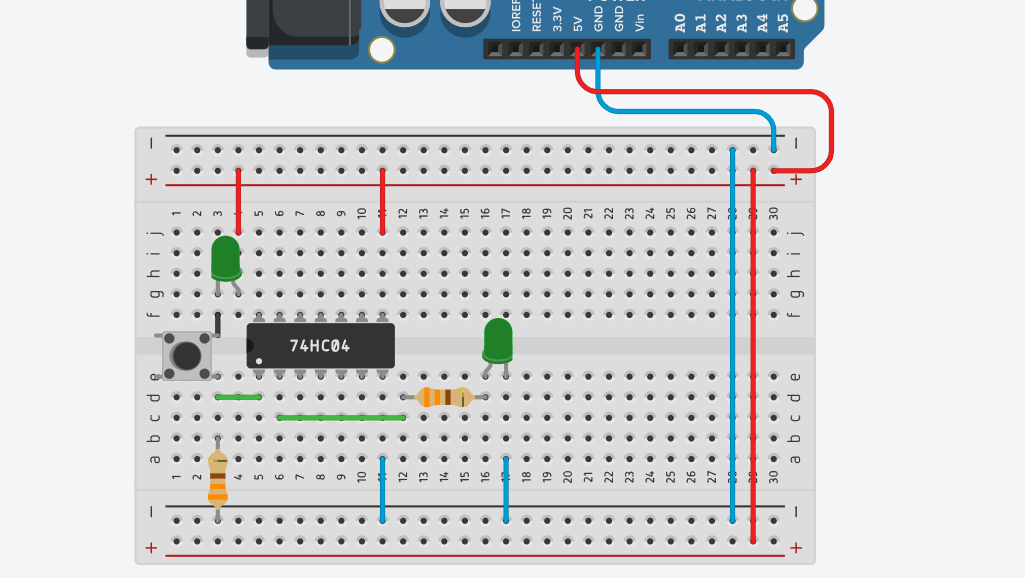 IOREF RESET 3.3V 5V GND GND Vin A0 A1 A2 A3 A4 A5
− −
+ +
1 2 3 4 5 6 7 8 9 10 11 12 13 14 15 16 17 18 19 20 21 22 23 24 25 26 27 28 29 30
j j
i i
h h
g g
f f
74HC04
e e
d d
c c
b b
a a
1 2 3 4 5 6 7 8 9 10 11 12 13 14 15 16 17 18 19 20 21 22 23 24 25 26 27 28 29 30
− −
+ +